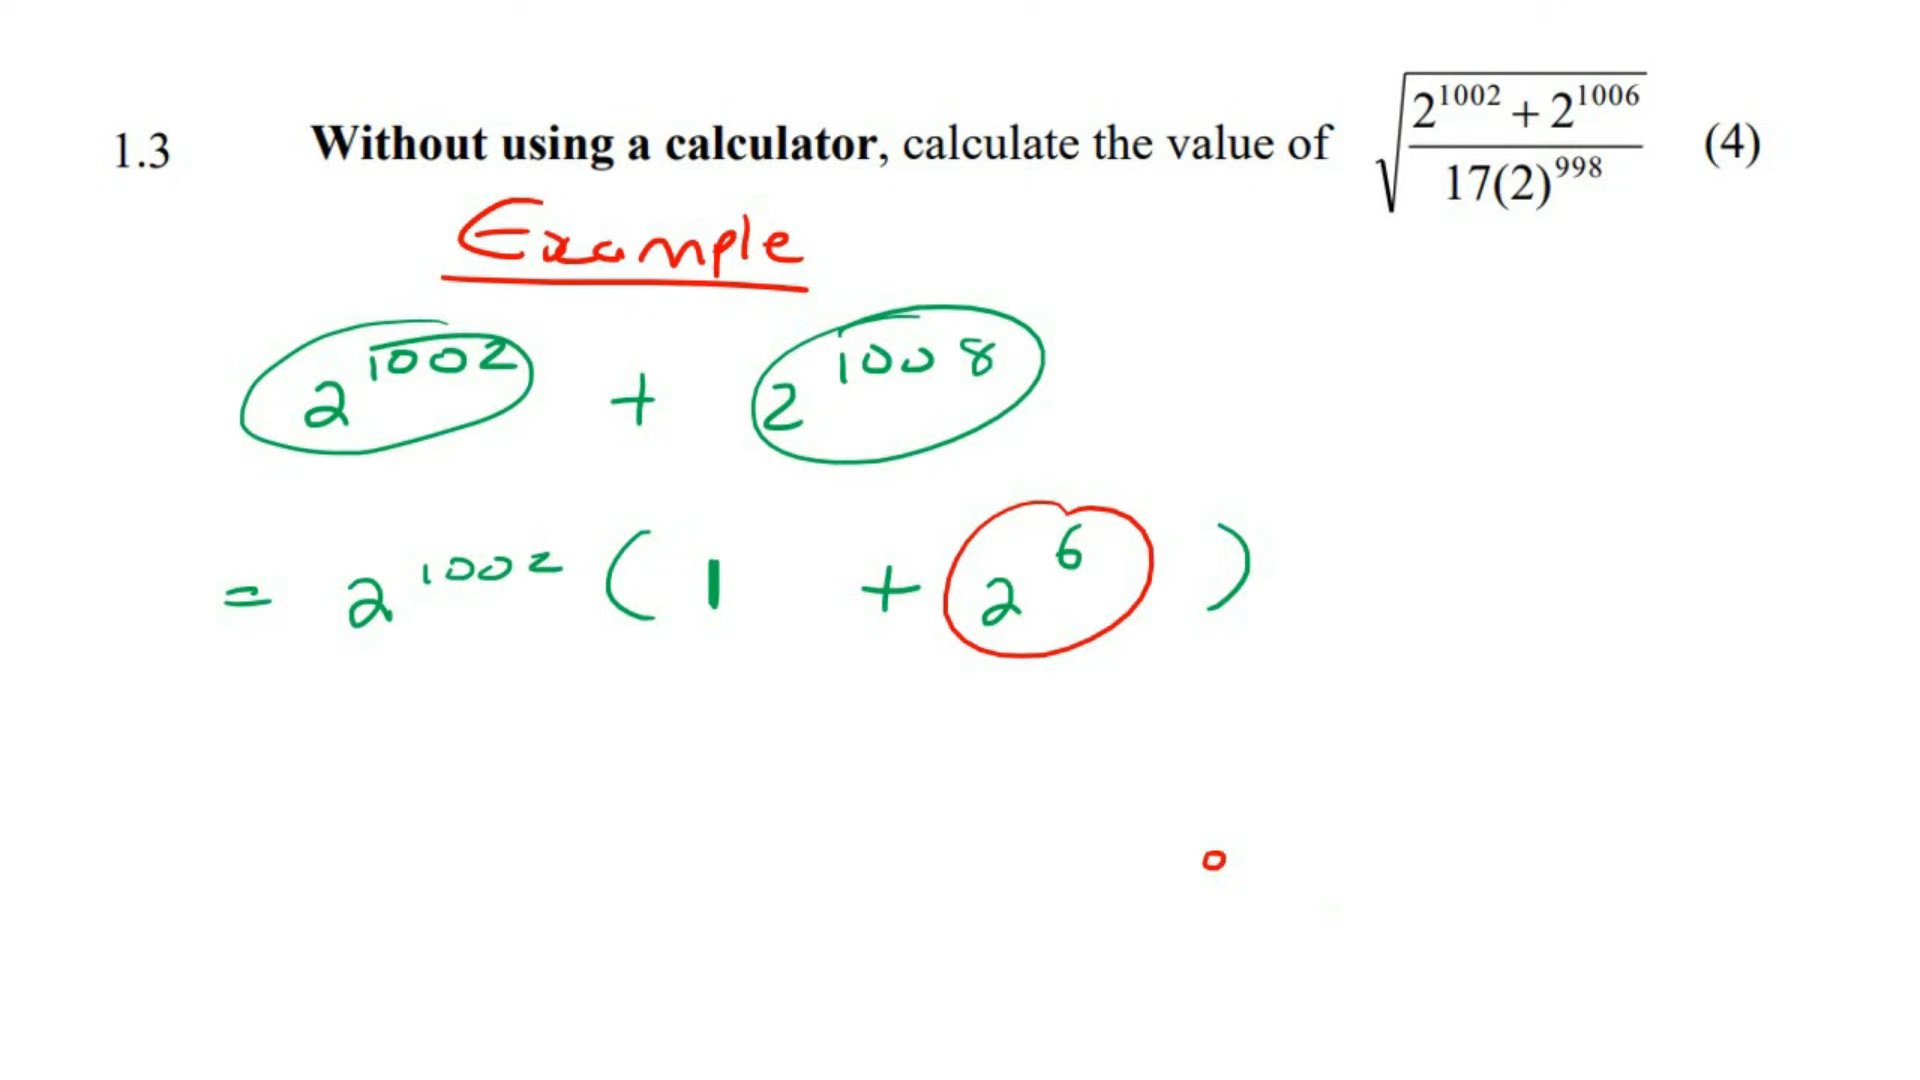 1.3 Without using a calculator, calculate the value of √((2^1002 + 2^1006)/(17(2)^998)) (4)
Example
2^1002 + 2^1008
= 2^1002 ( 1 + 2^6 )